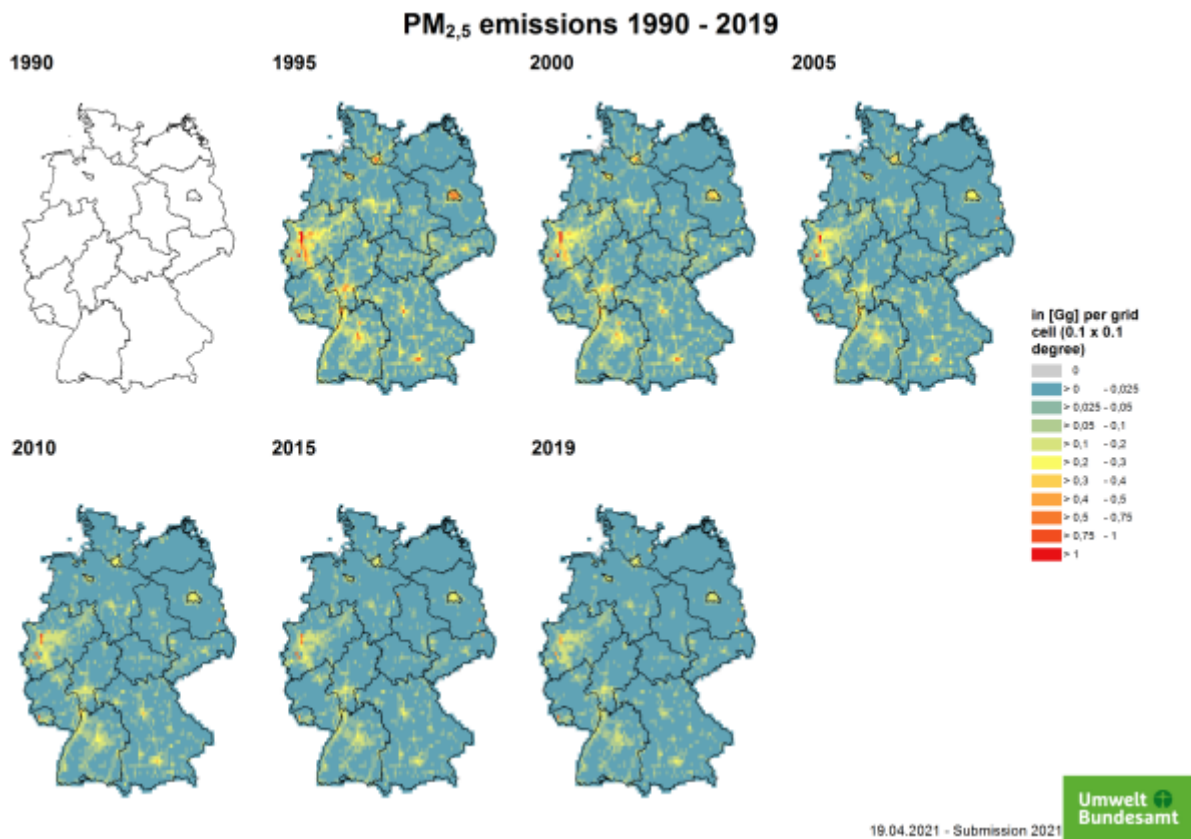 PM2,5 emissions 1990 - 2019
1990
1995
2000
2005
in [Gg] per grid
cell (0.1 x 0.1
degree)
0
> 0 - 0,025
> 0,025 - 0,05
> 0,05 - 0,1
> 0,1 - 0,2
> 0,2 - 0,3
> 0,3 - 0,4
> 0,4 - 0,5
> 0,5 - 0,75
> 0,75 - 1
> 1
2010
2015
2019
Umwelt
Bundesamt
19.04.2021 - Submission 2021